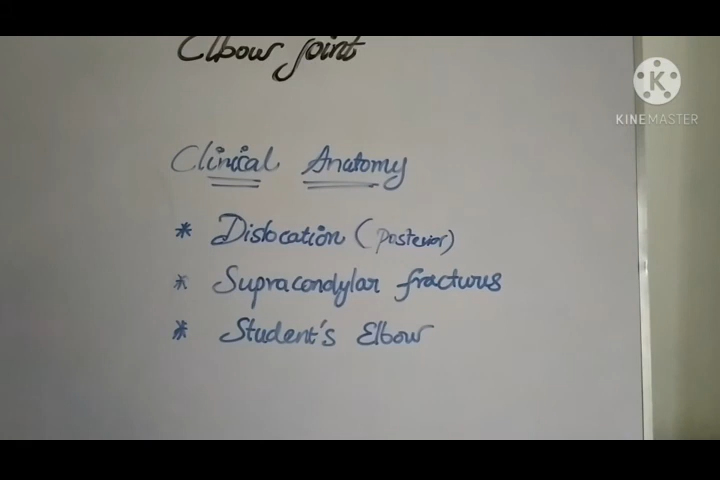 Elbow joint
K
KINEMASTER
Clinical Anatomy
* Dislocation (Posterior)
* Supracondylar fractures
* Student's Elbow